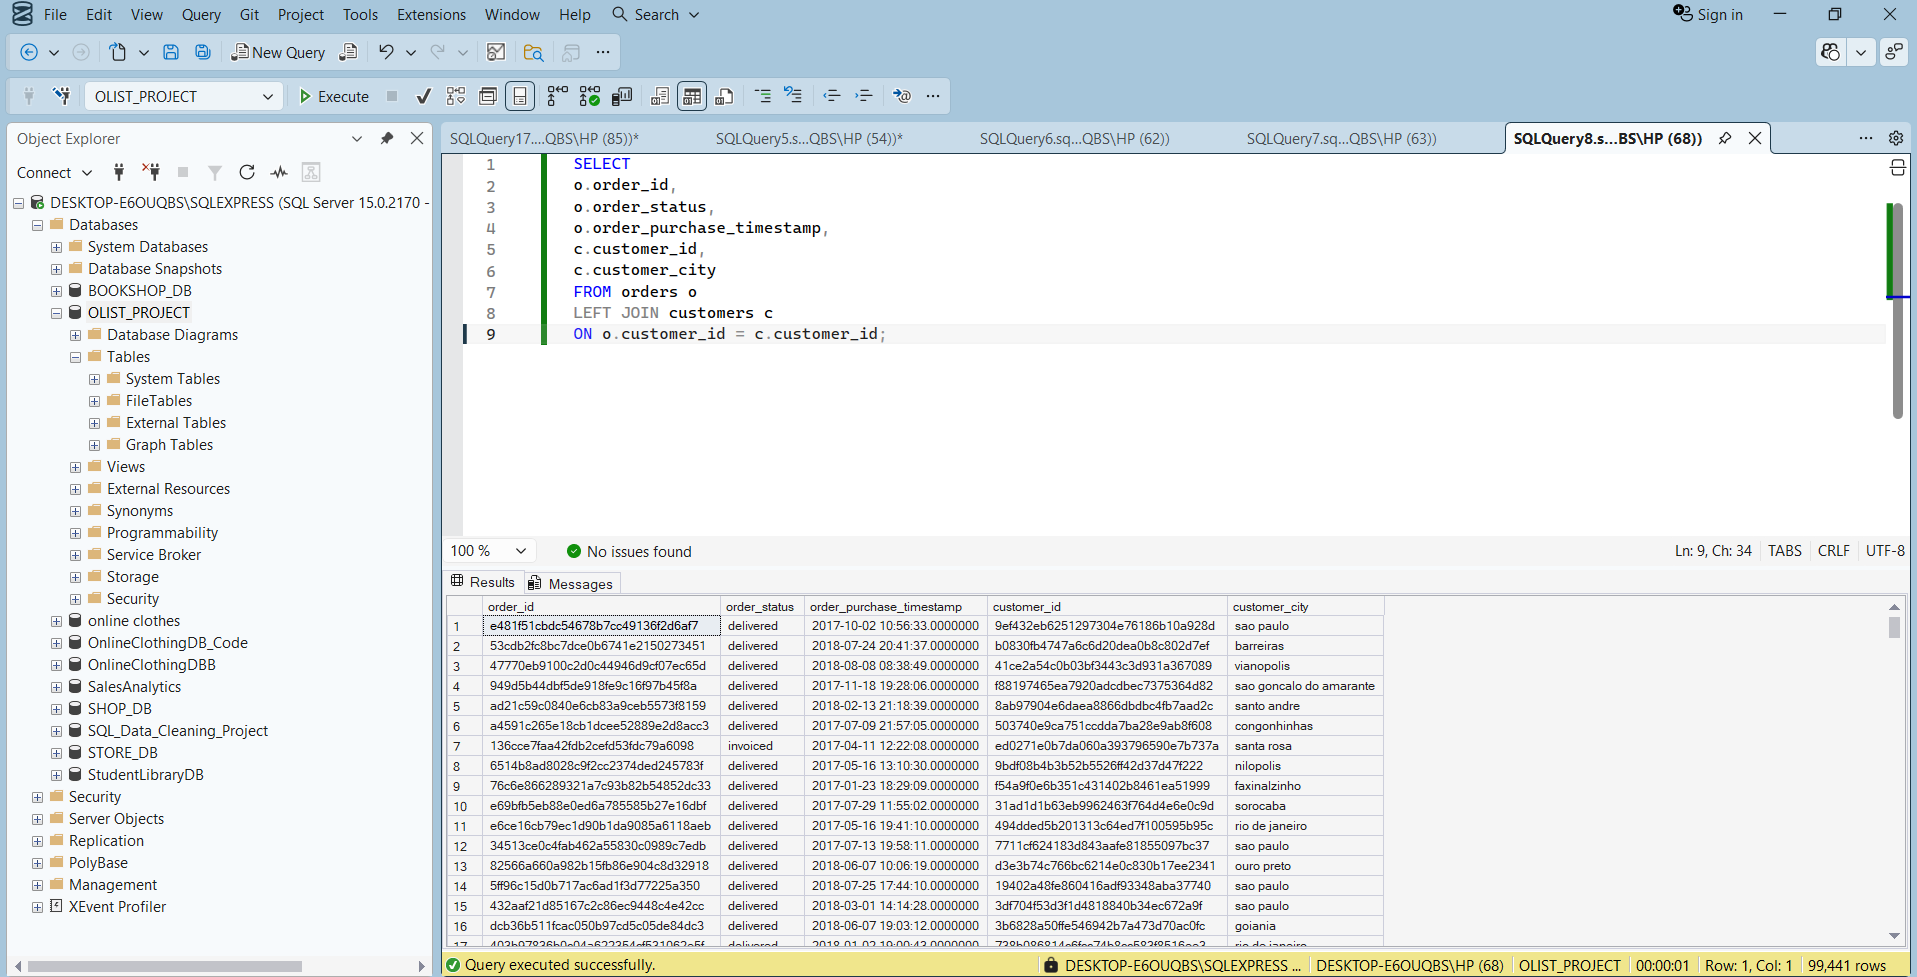 File Edit View Query Git Project Tools Extensions Window Help Search Sign in
New Query
OLIST_PROJECT Execute
Object Explorer
Connect
DESKTOP-E6OUQBS\SQLEXPRESS (SQL Server 15.0.2170 -
Databases
System Databases
Database Snapshots
BOOKSHOP_DB
OLIST_PROJECT
Database Diagrams
Tables
System Tables
FileTables
External Tables
Graph Tables
Views
External Resources
Synonyms
Programmability
Service Broker
Storage
Security
online clothes
OnlineClothingDB_Code
OnlineClothingDBB
SalesAnalytics
SHOP_DB
SQL_Data_Cleaning_Project
STORE_DB
StudentLibraryDB
Security
Server Objects
Replication
PolyBase
Management
XEvent Profiler
SQLQuery17....QBS\HP (85))* SQLQuery5.s...QBS\HP (54))* SQLQuery6.sq...QBS\HP (62)) SQLQuery7.sq...QBS\HP (63)) SQLQuery8.s...BS\HP (68))
1 SELECT
2 o.order_id,
3 o.order_status,
4 o.order_purchase_timestamp,
5 c.customer_id,
6 c.customer_city
7 FROM orders o
8 LEFT JOIN customers c
9 ON o.customer_id = c.customer_id;
100 % No issues found Ln: 9, Ch: 34 TABS CRLF UTF-8
Results Messages
order_id order_status order_purchase_timestamp customer_id customer_city
1 e481f51cbdc54678b7cc49136f2d6af7 delivered 2017-10-02 10:56:33.0000000 9ef432eb6251297304e76186b10a928d sao paulo
2 53cdb2fc8bc7dce0b6741e2150273451 delivered 2018-07-24 20:41:37.0000000 b0830fb4747a6c6d20dea0b8c802d7ef barreiras
3 47770eb9100c2d0c44946d9cf07ec65d delivered 2018-08-08 08:38:49.0000000 41ce2a54c0b03bf3443c3d931a367089 vianopolis
4 949d5b44dbf5de918fe9c16f97b45f8a delivered 2017-11-18 19:28:06.0000000 f88197465ea7920adcdbec7375364d82 sao goncalo do amarante
5 ad21c59c0840e6cb83a9ceb5573f8159 delivered 2018-02-13 21:18:39.0000000 8ab97904e6daea8866dbdbc4fb7aad2c santo andre
6 a4591c265e18cb1dcee52889e2d8acc3 delivered 2017-07-09 21:57:05.0000000 503740e9ca751ccdda7ba28e9ab8f608 congonhinhas
7 136cce7faa42fdb2cefd53fdc79a6098 invoiced 2017-04-11 12:22:08.0000000 ed0271e0b7da060a393796590e7b737a santa rosa
8 6514b8ad8028c9f2cc2374ded245783f delivered 2017-05-16 13:10:30.0000000 9bdf08b4b3b52b5526ff42d37d47f222 nilopolis
9 76c6e866289321a7c93b82b54852dc33 delivered 2017-01-23 18:29:09.0000000 f54a9f0e6b351c431402b8461ea51999 faxinalzinho
10 e69bfb5eb88e0ed6a785585b27e16dbf delivered 2017-07-29 11:55:02.0000000 31ad1d1b63eb9962463f764d4e6e0c9d sorocaba
11 e6ce16cb79ec1d90b1da9085a6118aeb delivered 2017-05-16 19:41:10.0000000 494dded5b201313c64ed7f100595b95c rio de janeiro
12 34513ce0c4fab462a55830c0989c7edb delivered 2017-07-13 19:58:11.0000000 7711cf624183d843aafe81855097bc37 sao paulo
13 82566a660a982b15fb86e904c8d32918 delivered 2018-06-07 10:06:19.0000000 d3e3b74c766bc6214e0c830b17ee2341 ouro preto
14 5ff96c15d0b717ac6ad1f3d77225a350 delivered 2018-07-25 17:44:10.0000000 19402a48fe860416adf93348aba37740 sao paulo
15 432aaf21d85167c2c86ec9448c4e42cc delivered 2018-03-01 14:14:28.0000000 3df704f53d3f1d4818840b34ec672a9f sao paulo
16 dcb36b511fcac050b97cd5c05de84dc3 delivered 2018-06-07 19:03:12.0000000 3b6828a50ffe546942b7a473d70ac0fc goiania
17 delivered 2018-01-02 19:00:43.0000000 rio de janeiro
Query executed successfully. DESKTOP-E6OUQBS\SQLEXPRESS ... DESKTOP-E6OUQBS\HP (68) OLIST_PROJECT 00:00:01 Row: 1, Col: 1 99,441 rows